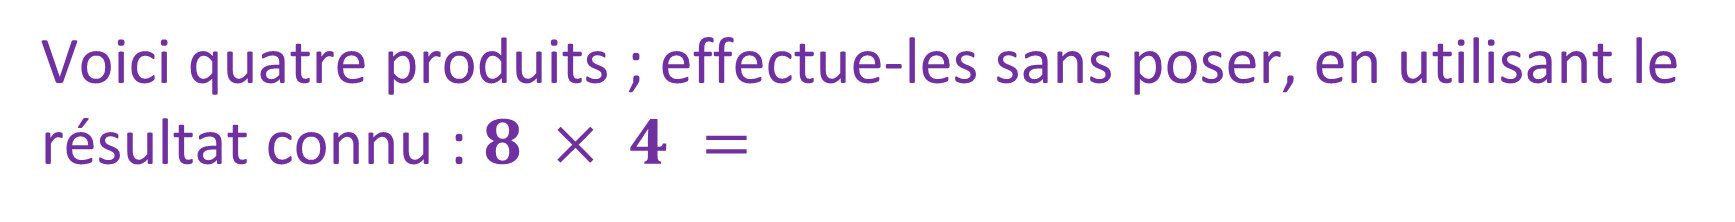 Voici quatre produits ; effectue-les sans poser, en utilisant le
résultat connu : 8 × 4 =